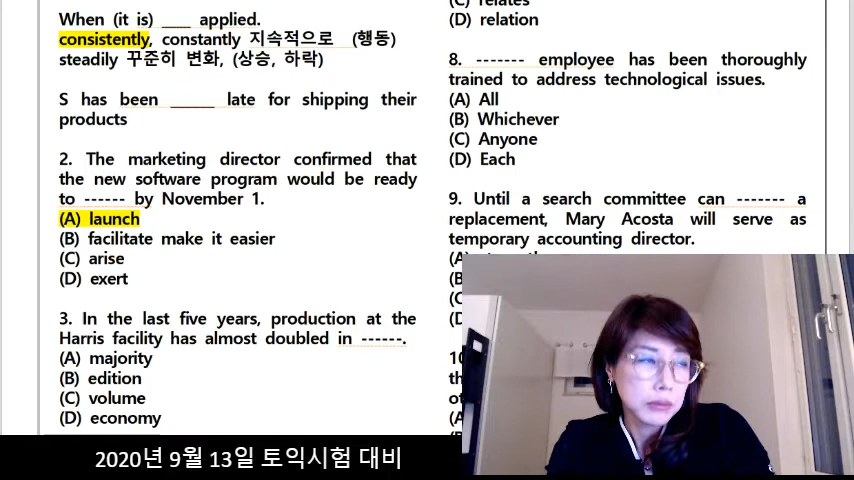 When (it is) ____ applied.
consistently, constantly 지속적으로 (행동)
steadily 꾸준히 변화, (상승, 하락)
S has been ______ late for shipping their
products
2. The marketing director confirmed that
the new software program would be ready
to ------ by November 1.
(A) launch
(B) facilitate make it easier
(C) arise
(D) exert
3. In the last five years, production at the
Harris facility has almost doubled in ------.
(A) majority
(B) edition
(C) volume
(D) economy
(C) relates
(D) relation
8. ------- employee has been thoroughly
trained to address technological issues.
(A) All
(B) Whichever
(C) Anyone
(D) Each
9. Until a search committee can ------- a
replacement, Mary Acosta will serve as
temporary accounting director.
(A)
(B
(C
(D
10
th
ot
(A
2020년 9월 13일 토익시험 대비